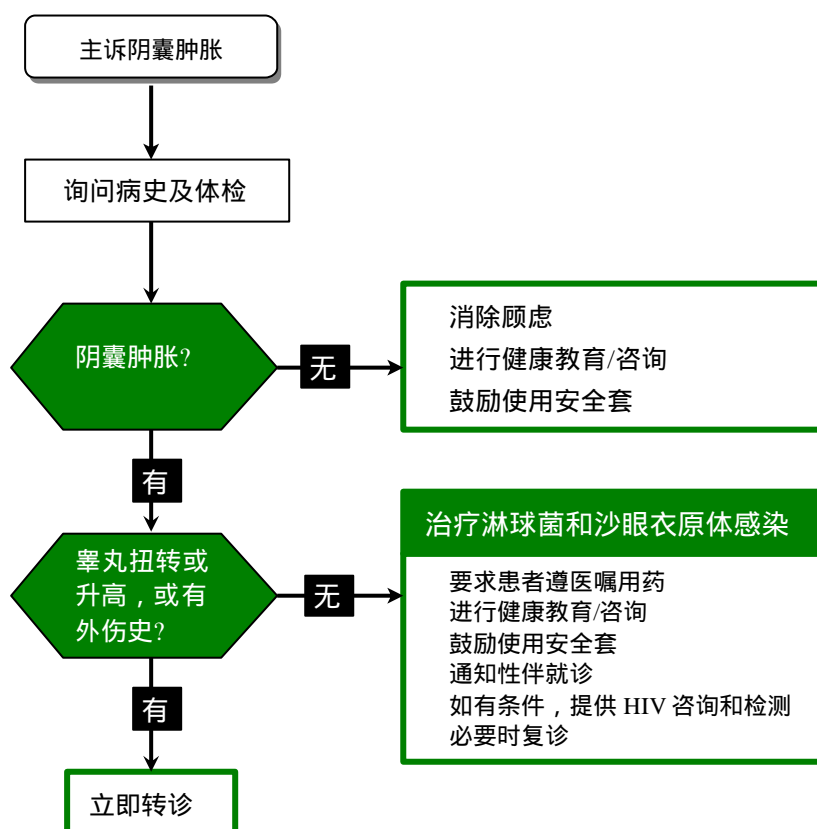 主诉阴囊肿胀
询问病史及体检
阴囊肿胀?
无
消除顾虑
进行健康教育/咨询
鼓励使用安全套
有
睾丸扭转或
升高，或有
外伤史?
无
治疗淋球菌和沙眼衣原体感染
要求患者遵医嘱用药
进行健康教育/咨询
鼓励使用安全套
通知性伴就诊
如有条件，提供 HIV 咨询和检测
必要时复诊
有
立即转诊